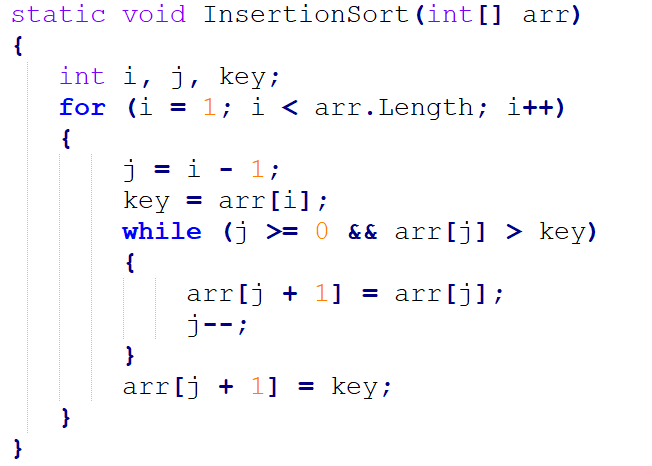 static void InsertionSort(int[] arr)
{
    int i, j, key;
    for (i = 1; i < arr.Length; i++)
    {
        j = i - 1;
        key = arr[i];
        while (j >= 0 && arr[j] > key)
        {
            arr[j + 1] = arr[j];
            j--;
        }
        arr[j + 1] = key;
    }
}